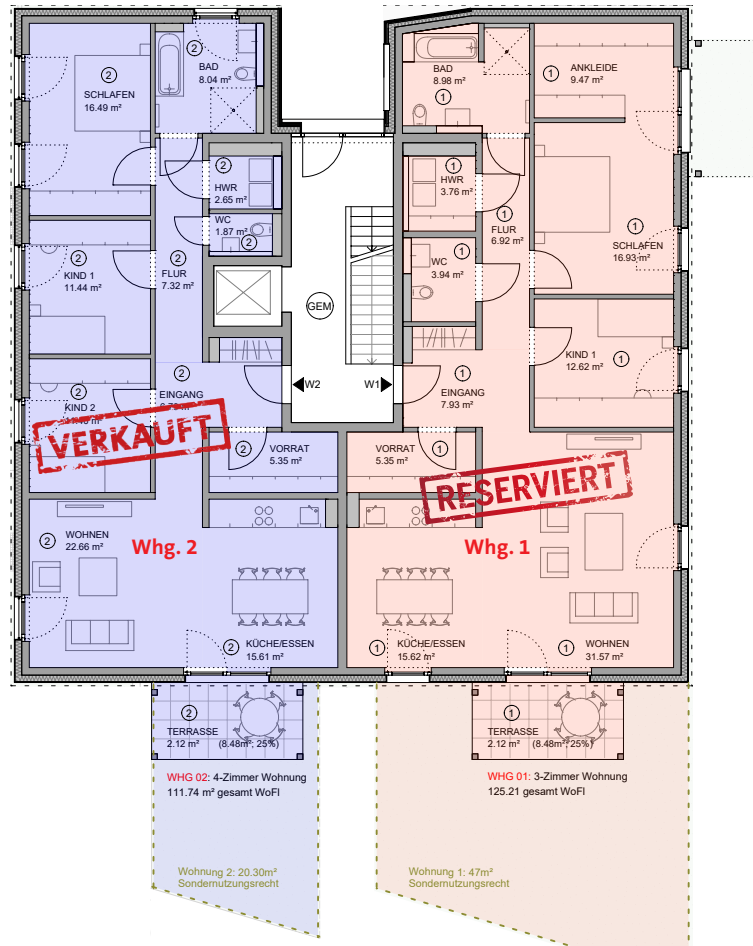 2
SCHLAFEN
16.49 m²
2
BAD
8.04 m²
2
HWR
2.65 m²
WC
1.87 m²
2
2
KIND 1
11.44 m²
2
FLUR
7.32 m²
2
KIND 2
2
EINGANG
VERKAUFT
2
VORRAT
5.35 m²
2
WOHNEN
22.66 m²
Whg. 2
2
KÜCHE/ESSEN
15.61 m²
2
TERRASSE
2.12 m² (8.48m²; 25%)
WHG 02: 4-Zimmer Wohnung
111.74 m² gesamt WoFl
Wohnung 2: 20.30m²
Sondernutzungsrecht
GEM
W2
W1
BAD
8.98 m²
1
1
ANKLEIDE
9.47 m²
1
HWR
3.76 m²
1
FLUR
6.92 m²
1
SCHLAFEN
16.93 m²
1
WC
3.94 m²
KIND 1
12.62 m²
1
1
EINGANG
7.93 m²
VORRAT
5.35 m²
1
RESERVIERT
Whg. 1
1
KÜCHE/ESSEN
15.62 m²
1
WOHNEN
31.57 m²
1
TERRASSE
2.12 m² (8.48m²; 25%)
WHG 01: 3-Zimmer Wohnung
125.21 gesamt WoFl
Wohnung 1: 47m²
Sondernutzungsrecht